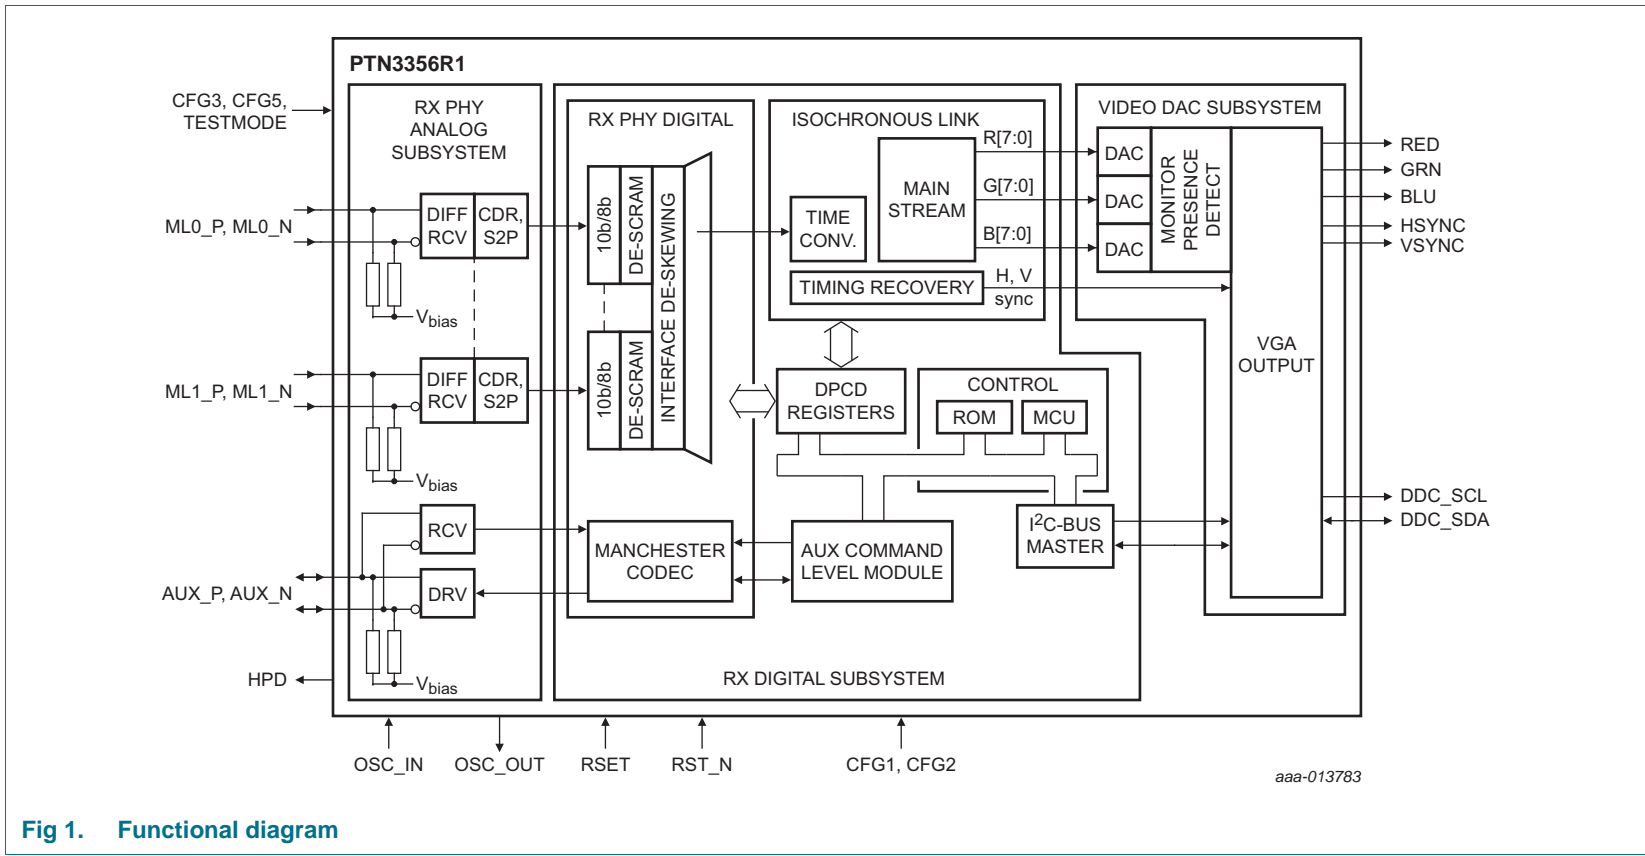 PTN3356R1
CFG3, CFG5,
TESTMODE
RX PHY
ANALOG
SUBSYSTEM
ML0_P, ML0_N
DIFF
RCV
CDR,
S2P
Vbias
ML1_P, ML1_N
DIFF
RCV
CDR,
S2P
Vbias
RCV
AUX_P, AUX_N
DRV
Vbias
HPD
RX PHY DIGITAL
10b/8b
DE-SCRAM
INTERFACE DE-SKEWING
10b/8b
DE-SCRAM
MANCHESTER
CODEC
ISOCHRONOUS LINK
TIME
CONV.
MAIN
STREAM
R[7:0]
G[7:0]
B[7:0]
TIMING RECOVERY
H, V
sync
DPCD
REGISTERS
CONTROL
ROM
MCU
AUX COMMAND
LEVEL MODULE
I2C-BUS
MASTER
RX DIGITAL SUBSYSTEM
VIDEO DAC SUBSYSTEM
DAC
DAC
DAC
MONITOR
PRESENCE
DETECT
VGA
OUTPUT
RED
GRN
BLU
HSYNC
VSYNC
DDC_SCL
DDC_SDA
OSC_IN
OSC_OUT
RSET
RST_N
CFG1, CFG2
aaa-013783
Fig 1. Functional diagram